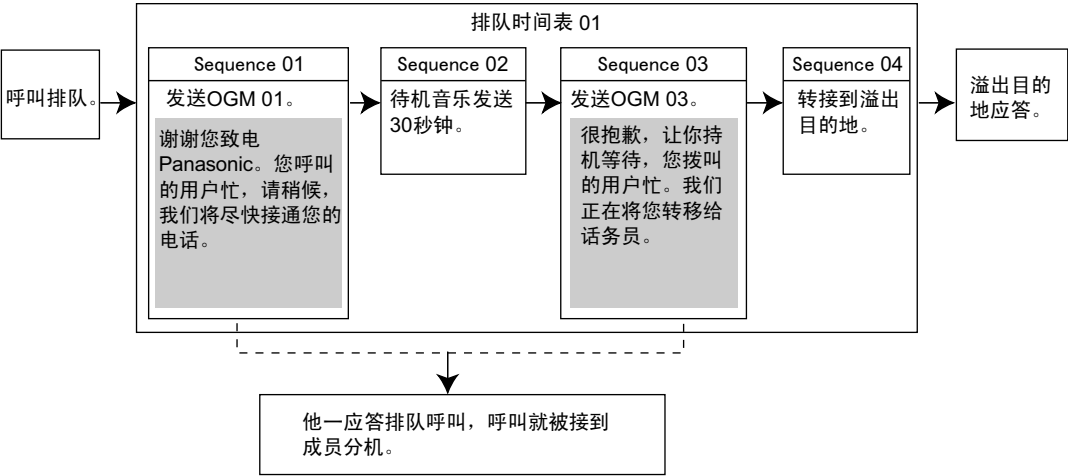 排队时间表 01
呼叫排队。
Sequence 01
发送OGM 01。
谢谢您致电
Panasonic。您呼叫
的用户忙，请稍候，
我们将尽快接通您的
电话。
Sequence 02
待机音乐发送
30秒钟。
Sequence 03
发送OGM 03。
很抱歉，让你持
机等待，您拨叫
的用户忙。我们
正在将您转移给
话务员。
Sequence 04
转接到溢出
目的地。
溢出目的
地应答。
他一应答排队呼叫，呼叫就被接到
成员分机。